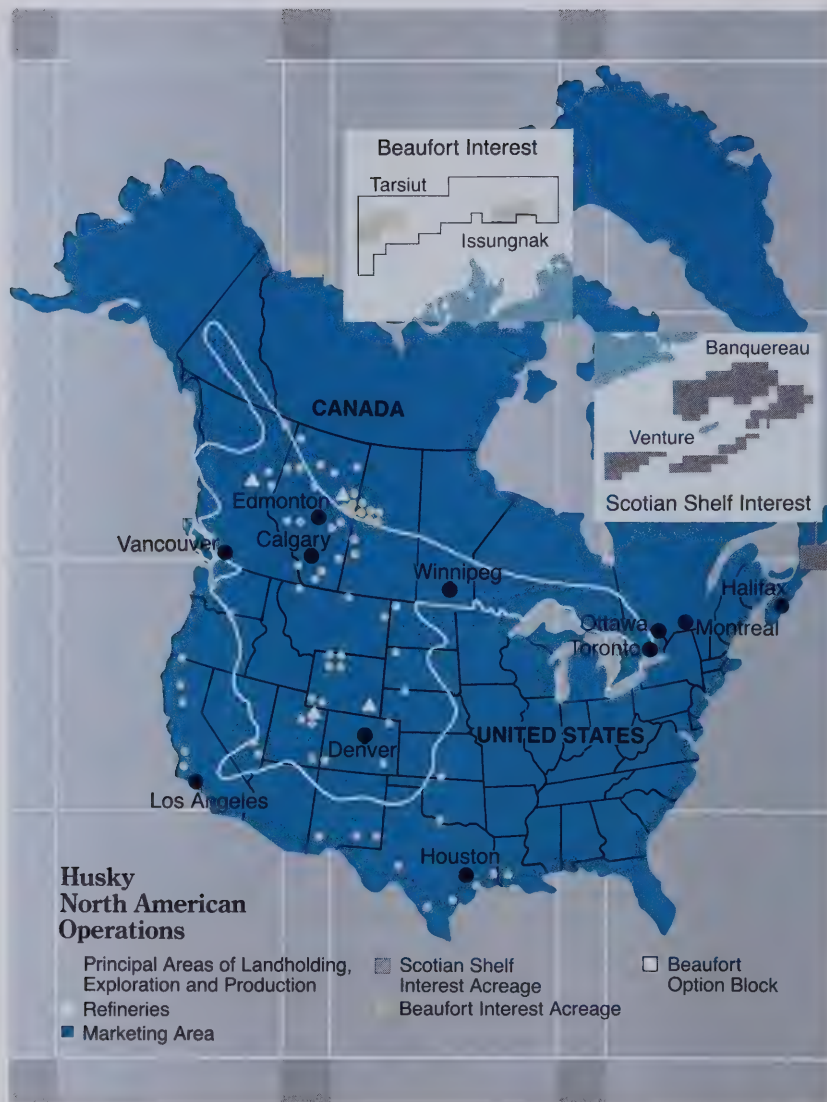 Beaufort Interest
Tarsiut
Issungnak
Banquereau
Venture
Scotian Shelf Interest
CANADA
Edmonton
Vancouver
Calgary
Winnipeg
Halifax
Ottawa
Montreal
Toronto
UNITED STATES
Denver
Los Angeles
Houston
Husky
North American
Operations
Principal Areas of Landholding,
Exploration and Production
Refineries
Marketing Area
Scotian Shelf
Interest Acreage
Beaufort Interest Acreage
Beaufort
Option Block